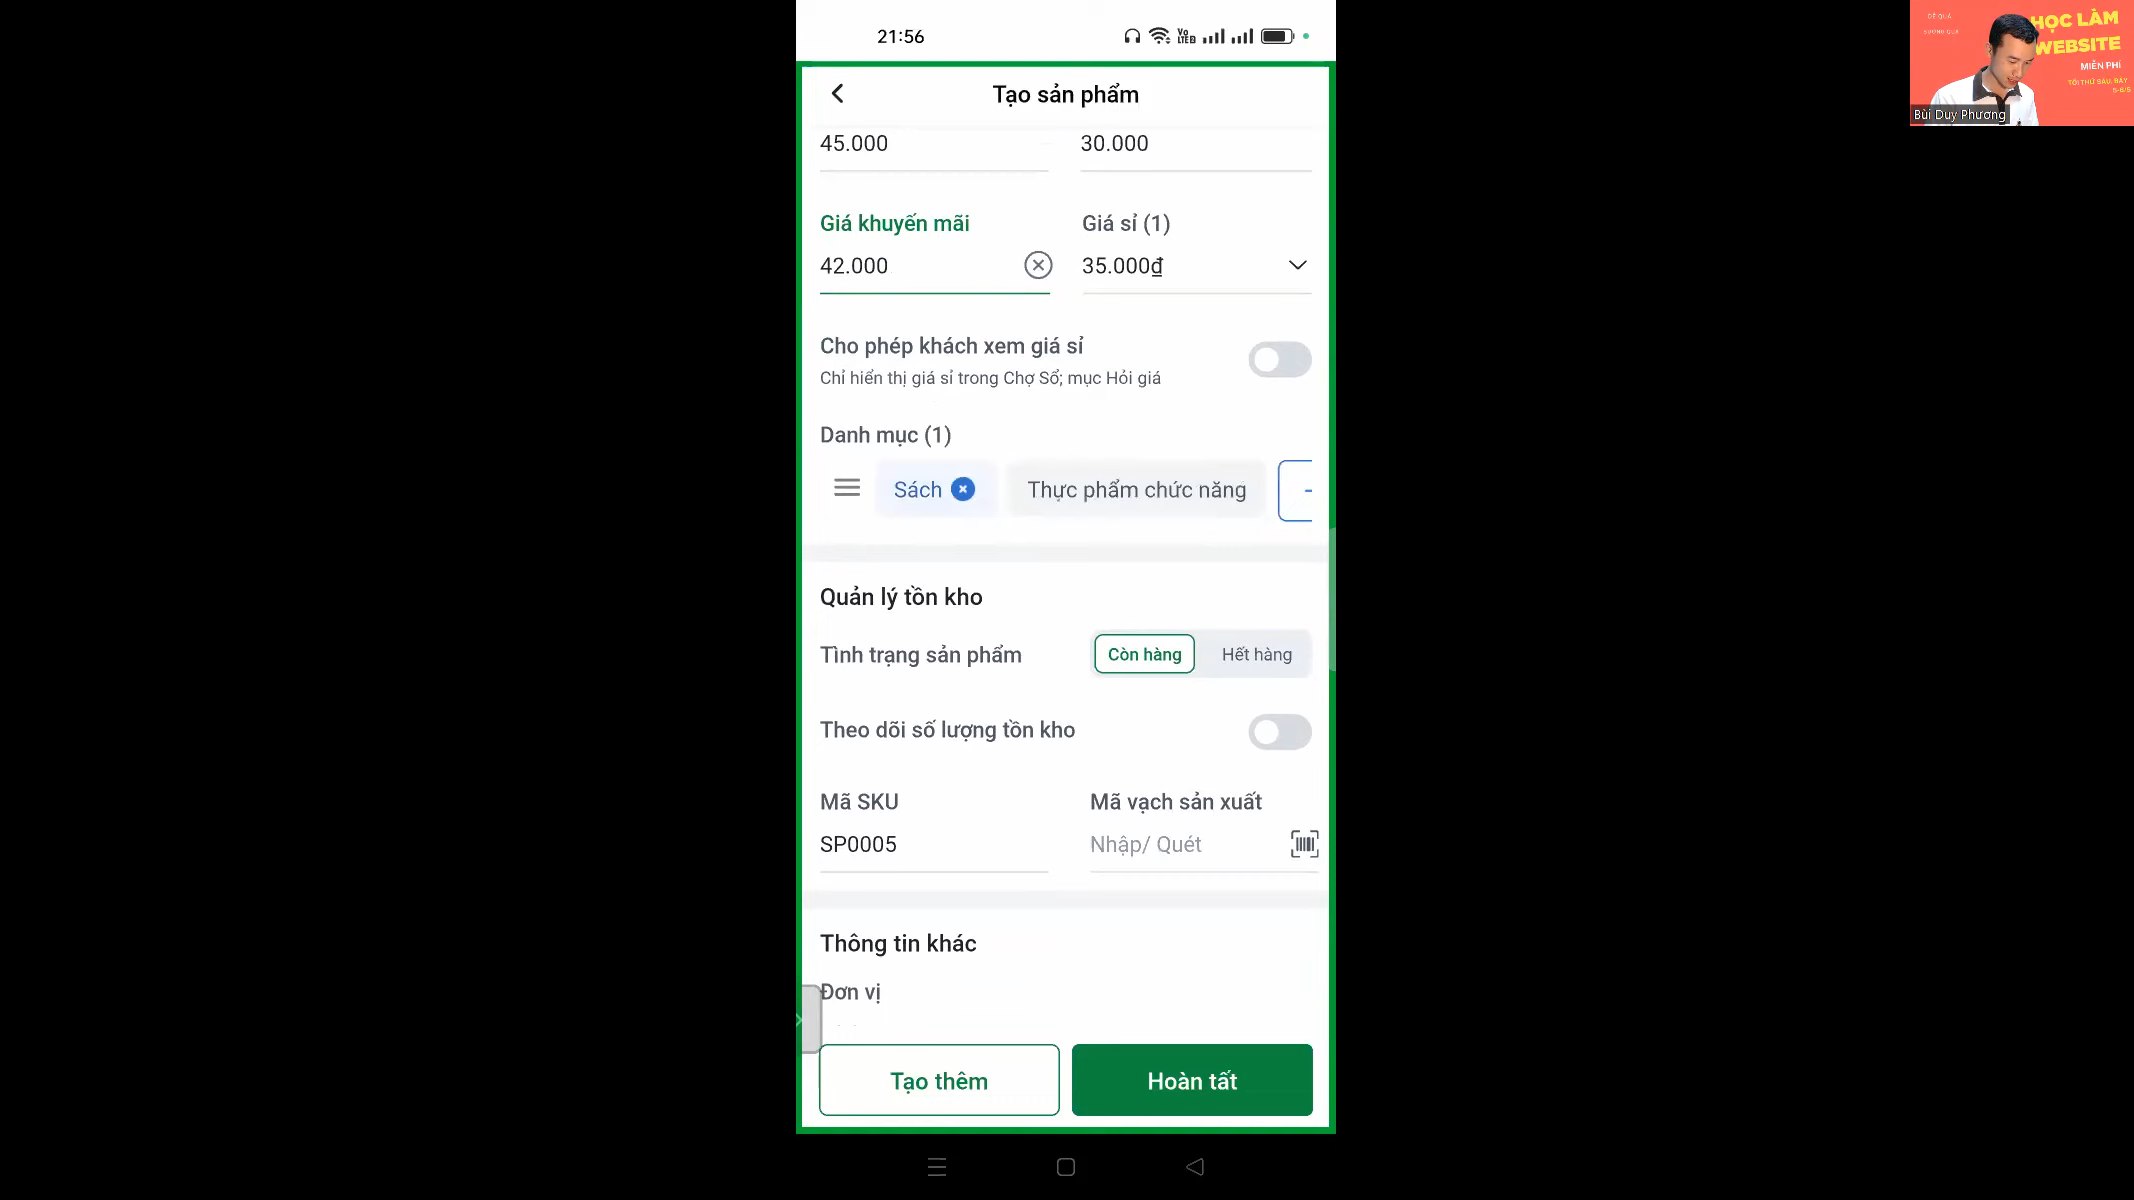 21:56
Tạo sản phẩm
45.000
30.000
Giá khuyến mãi
Giá sỉ (1)
42.000
35.000₫
Cho phép khách xem giá sỉ
Chỉ hiển thị giá sỉ trong Chợ Sổ; mục Hỏi giá
Danh mục (1)
Sách
Thực phẩm chức năng
Quản lý tồn kho
Tình trạng sản phẩm
Còn hàng
Hết hàng
Theo dõi số lượng tồn kho
Mã SKU
Mã vạch sản xuất
SP0005
Nhập/ Quét
Thông tin khác
Đơn vị
Tạo thêm
Hoàn tất
HỌC LÀM
WEBSITE
MIỄN PHÍ
Bùi Duy Phương